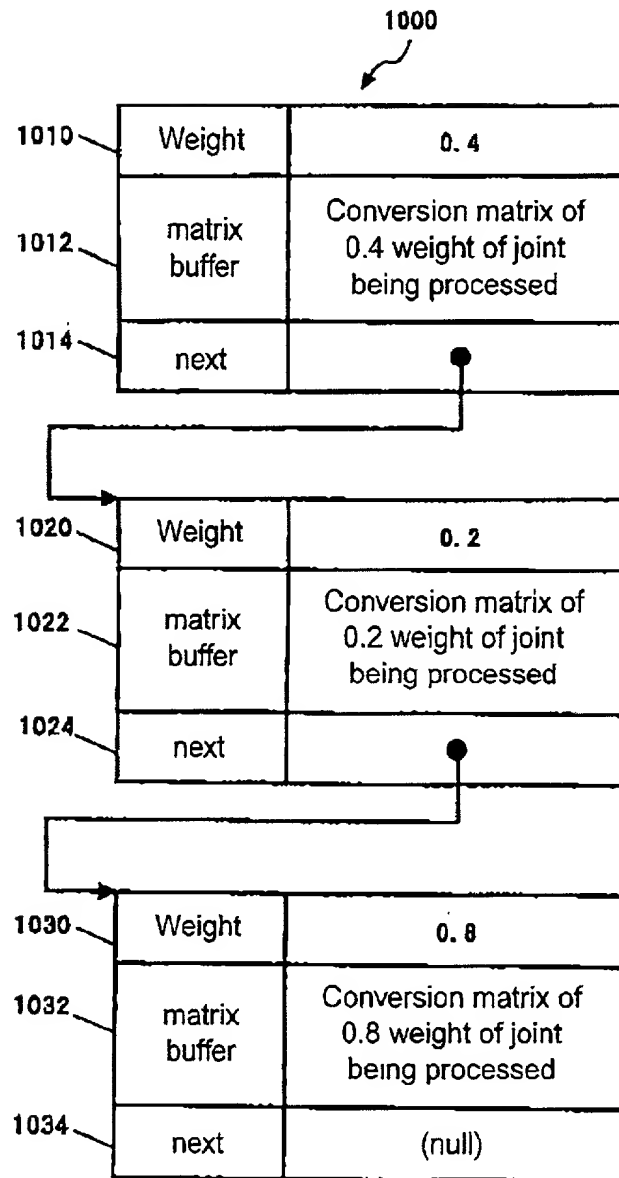 1000
1010 Weight 0.4
1012 matrix buffer Conversion matrix of 0.4 weight of joint being processed
1014 next
1020 Weight 0.2
1022 matrix buffer Conversion matrix of 0.2 weight of joint being processed
1024 next
1030 Weight 0.8
1032 matrix buffer Conversion matrix of 0.8 weight of joint being processed
1034 next (null)